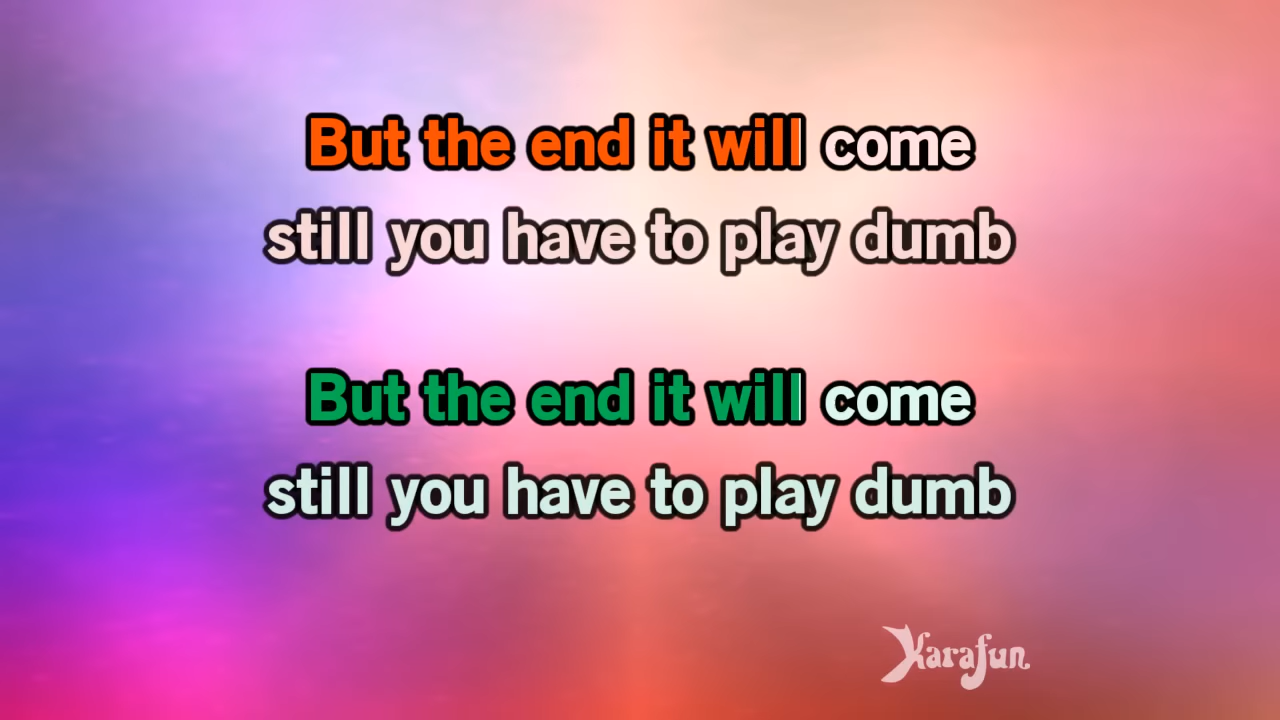 But the end it will come
still you have to play dumb
But the end it will come
still you have to play dumb
Karafun